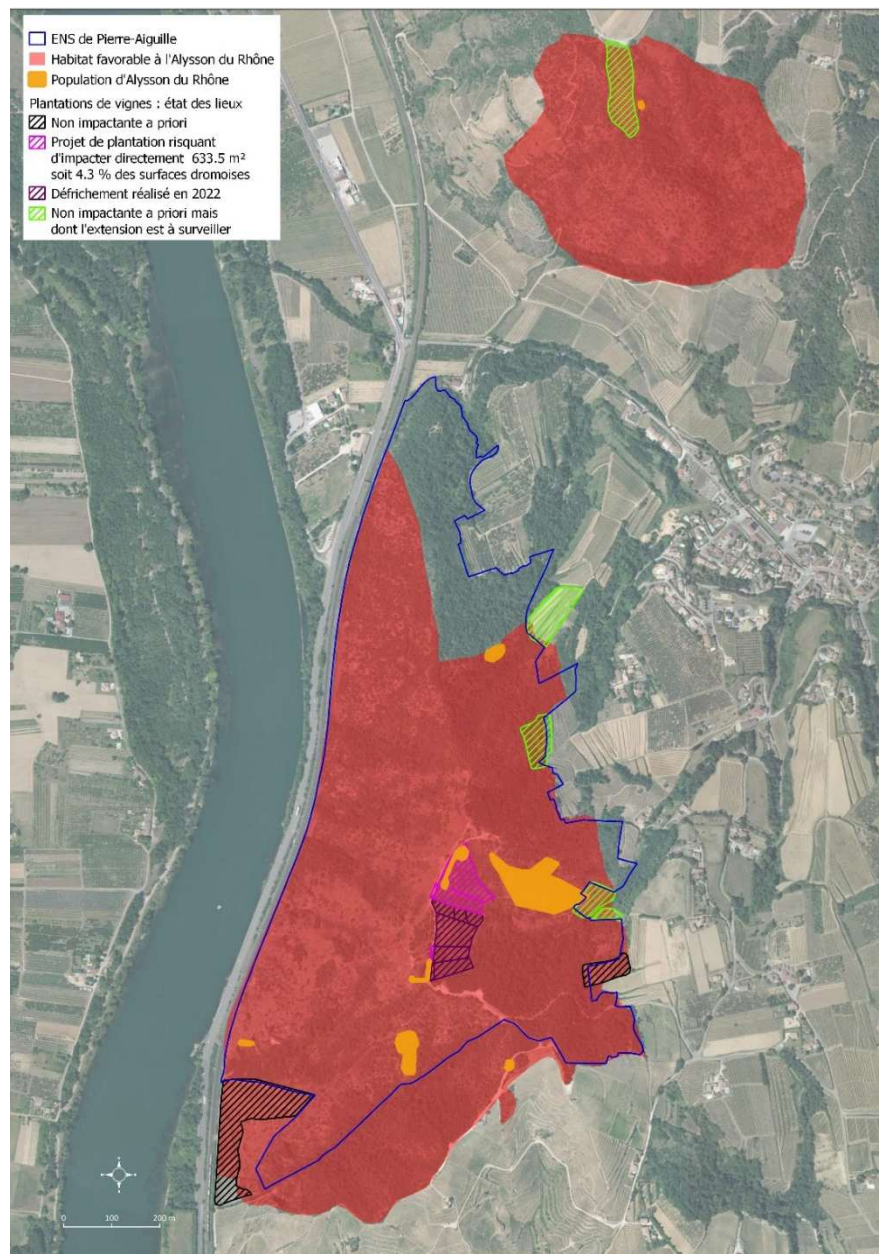 ENS de Pierre-Aiguille
Habitat favorable à l'Alysson du Rhône
Population d'Alysson du Rhône
Plantations de vignes : état des lieux
Non impactante a priori
Projet de plantation risquant
d'impacter directement 633.5 m²
soit 4.3 % des surfaces dromoises
Défrichement réalisé en 2022
Non impactante a priori mais
dont l'extension est à surveiller
0 100 200 m